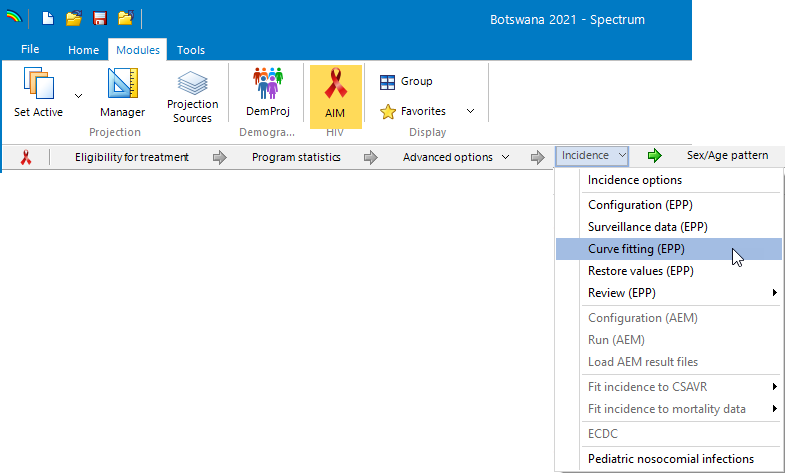 Botswana 2021 - Spectrum
File Home Modules Tools
Set Active
Manager
Projection Sources
Projection
DemProj
Demogra...
AIM
HIV
Group
Favorites
Display
Eligibility for treatment Program statistics Advanced options Incidence Sex/Age pattern
Incidence options
Configuration (EPP)
Surveillance data (EPP)
Curve fitting (EPP)
Restore values (EPP)
Review (EPP)
Configuration (AEM)
Run (AEM)
Load AEM result files
Fit incidence to CSAVR
Fit incidence to mortality data
ECDC
Pediatric nosocomial infections